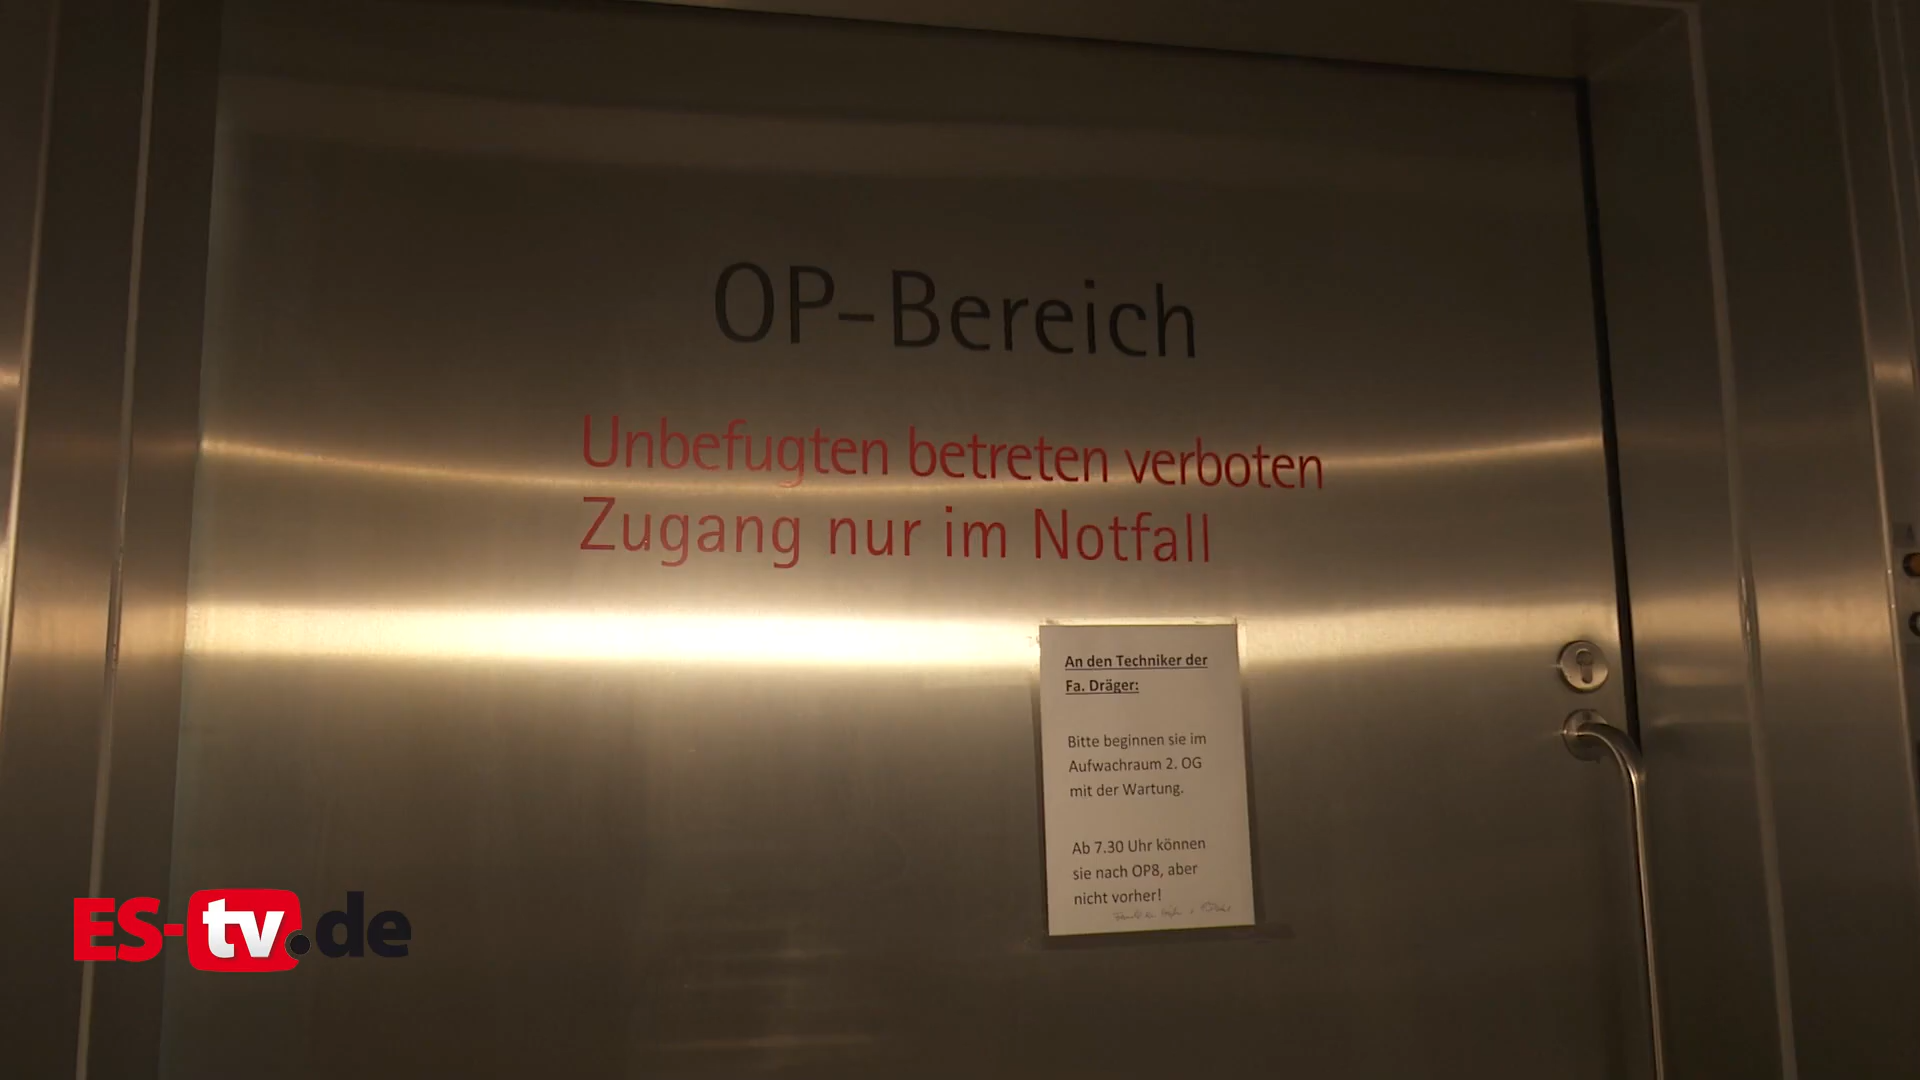 OP-Bereich
Unbefugten betreten verboten
Zugang nur im Notfall
An den Techniker der
Fa. Dräger:
Bitte beginnen sie im
Aufwachraum 2. OG
mit der Wartung.
Ab 7.30 Uhr können
sie nach OP8, aber
nicht vorher!
ES-tv.de